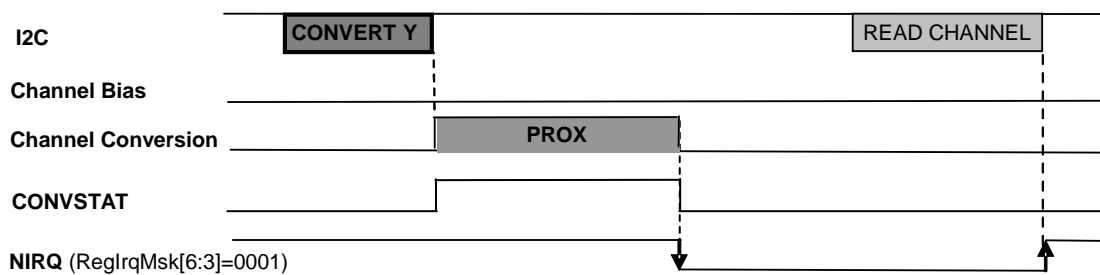 I2C
CONVERT Y
READ CHANNEL
Channel Bias
Channel Conversion
PROX
CONVSTAT
NIRQ (RegIrqMsk[6:3]=0001)